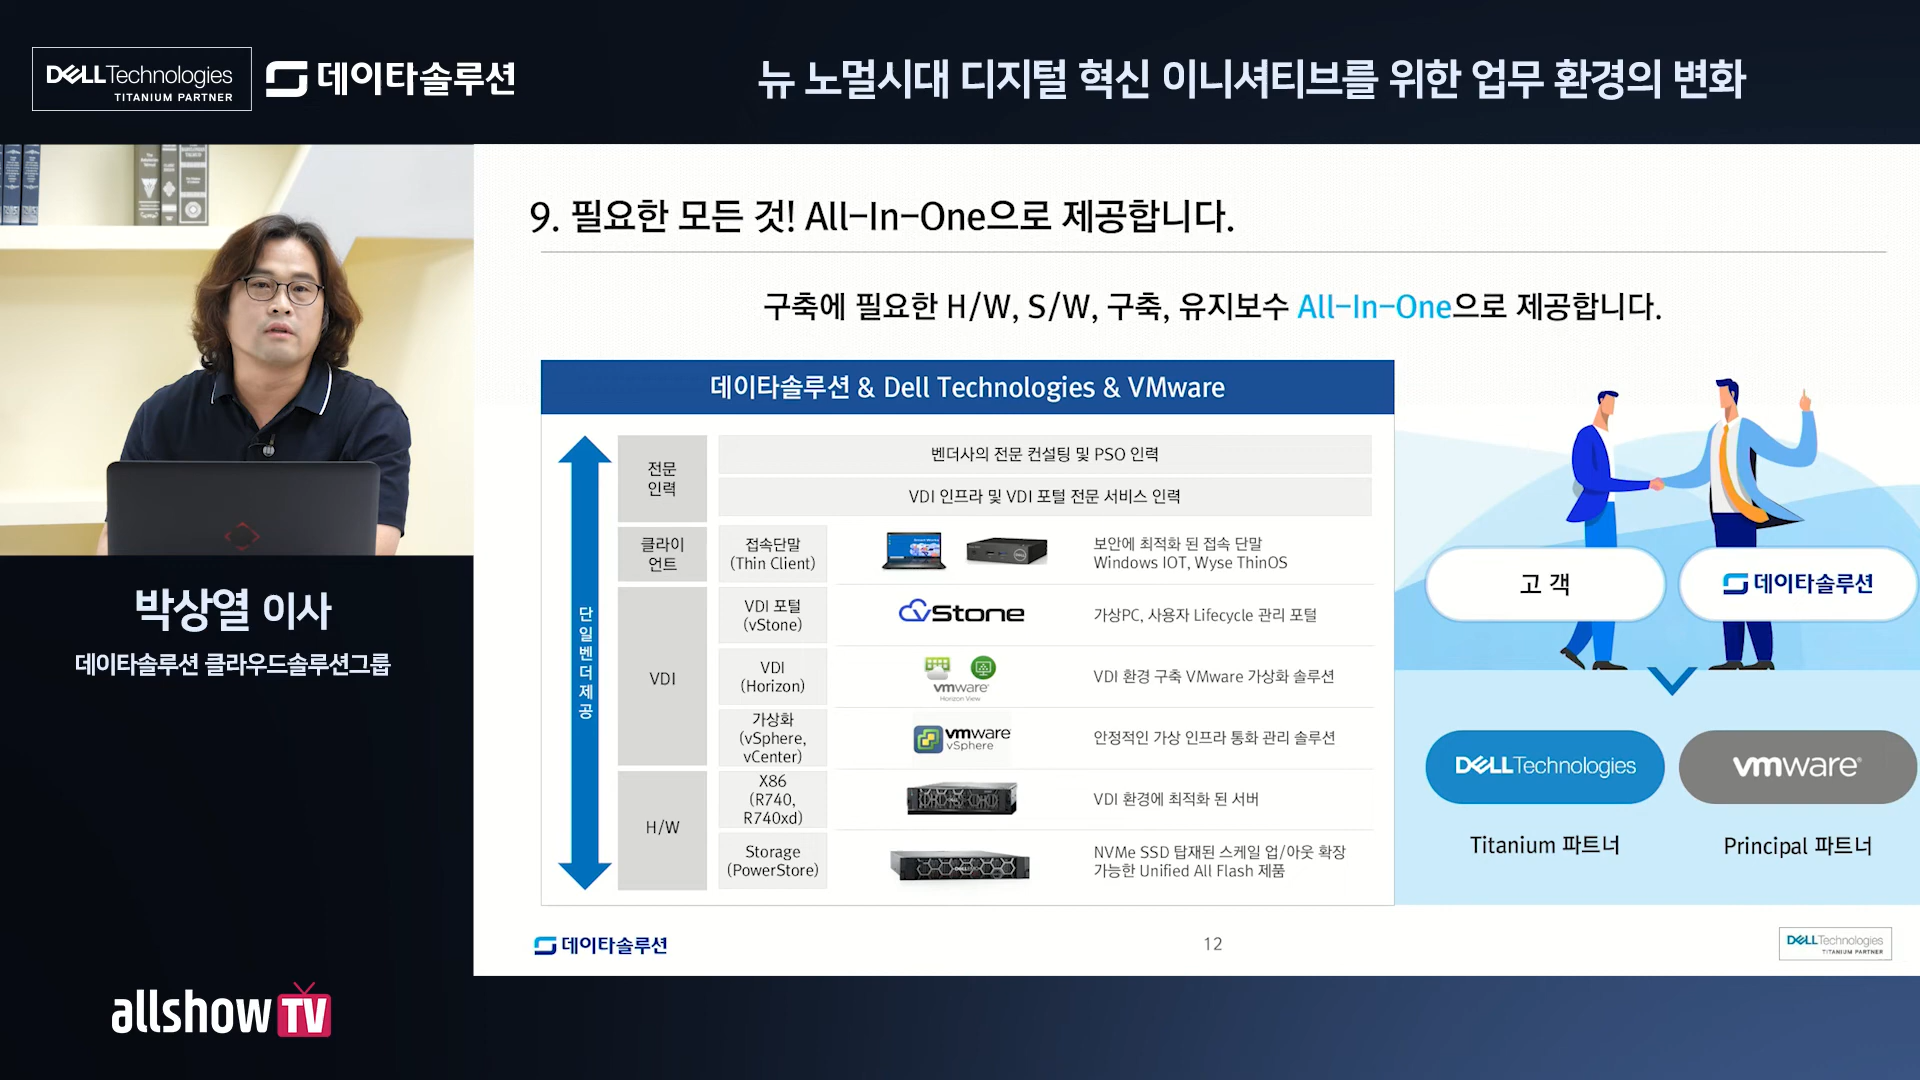 DELLTechnologies
TITANIUM PARTNER
데이타솔루션
뉴 노멀시대 디지털 혁신 이니셔티브를 위한 업무 환경의 변화
박상열 이사
데이타솔루션 클라우드솔루션그룹
allshow TV
9. 필요한 모든 것! All-In-One으로 제공합니다.
구축에 필요한 H/W, S/W, 구축, 유지보수 All-In-One으로 제공합니다.
데이타솔루션 & Dell Technologies & VMware
단일벤더제공
전문
인력
벤더사의 전문 컨설팅 및 PSO 인력
VDI 인프라 및 VDI 포털 전문 서비스 인력
클라이
언트
접속단말
(Thin Client)
보안에 최적화 된 접속 단말
Windows IOT, Wyse ThinOS
VDI
VDI 포털
(vStone)
vStone
가상PC, 사용자 Lifecycle 관리 포털
VDI
(Horizon)
vmware
Horizon View
VDI 환경 구축 VMware 가상화 솔루션
가상화
(vSphere,
vCenter)
vmware
vSphere
안정적인 가상 인프라 통화 관리 솔루션
H/W
X86
(R740,
R740xd)
VDI 환경에 최적화 된 서버
Storage
(PowerStore)
NVMe SSD 탑재된 스케일 업/아웃 확장
가능한 Unified All Flash 제품
고 객
데이타솔루션
DELLTechnologies
vmware
Titanium 파트너
Principal 파트너
데이타솔루션
12
DELLTechnologies
TITANIUM PARTNER